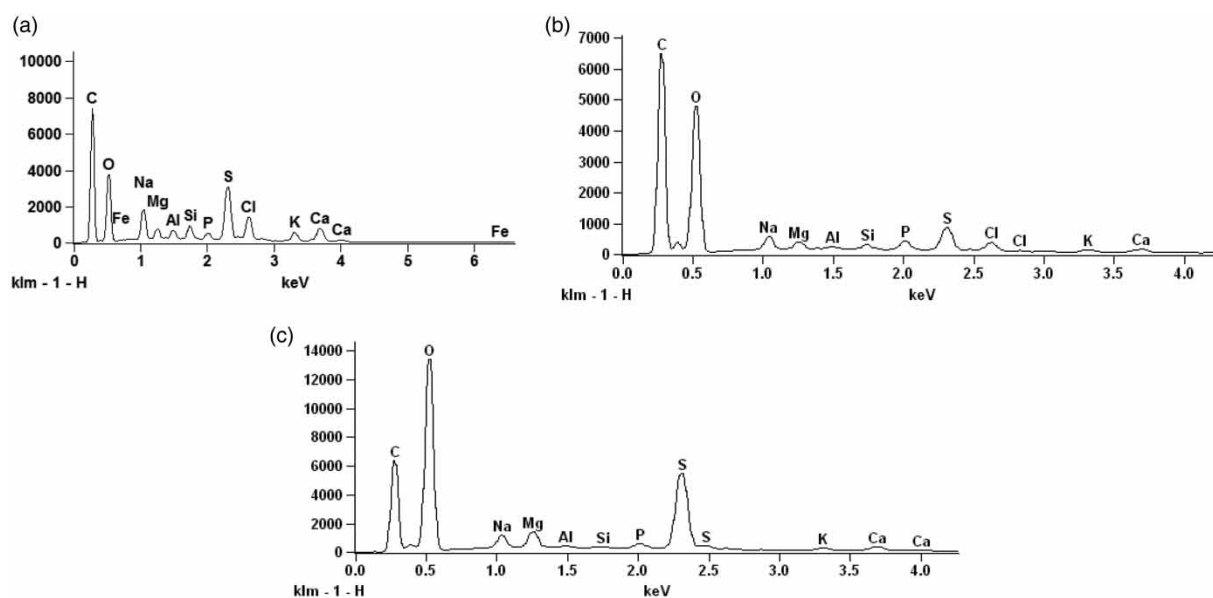 (a)
10000
8000
6000
4000
2000
0
C
O
Fe
Na
Mg
Al
Si
P
S
Cl
K
Ca
Ca
Fe
0 1 2 3 4 5 6
klm - 1 - H keV
(b)
7000
6000
5000
4000
3000
2000
1000
0
C
O
Na
Mg
Al
Si
P
S
Cl
Cl
K
Ca
0.0 0.5 1.0 1.5 2.0 2.5 3.0 3.5 4.0
klm - 1 - H keV
(c)
14000
12000
10000
8000
6000
4000
2000
0
C
O
Na
Mg
Al
Si
P
S
S
K
Ca
Ca
0.0 0.5 1.0 1.5 2.0 2.5 3.0 3.5 4.0
klm - 1 - H keV